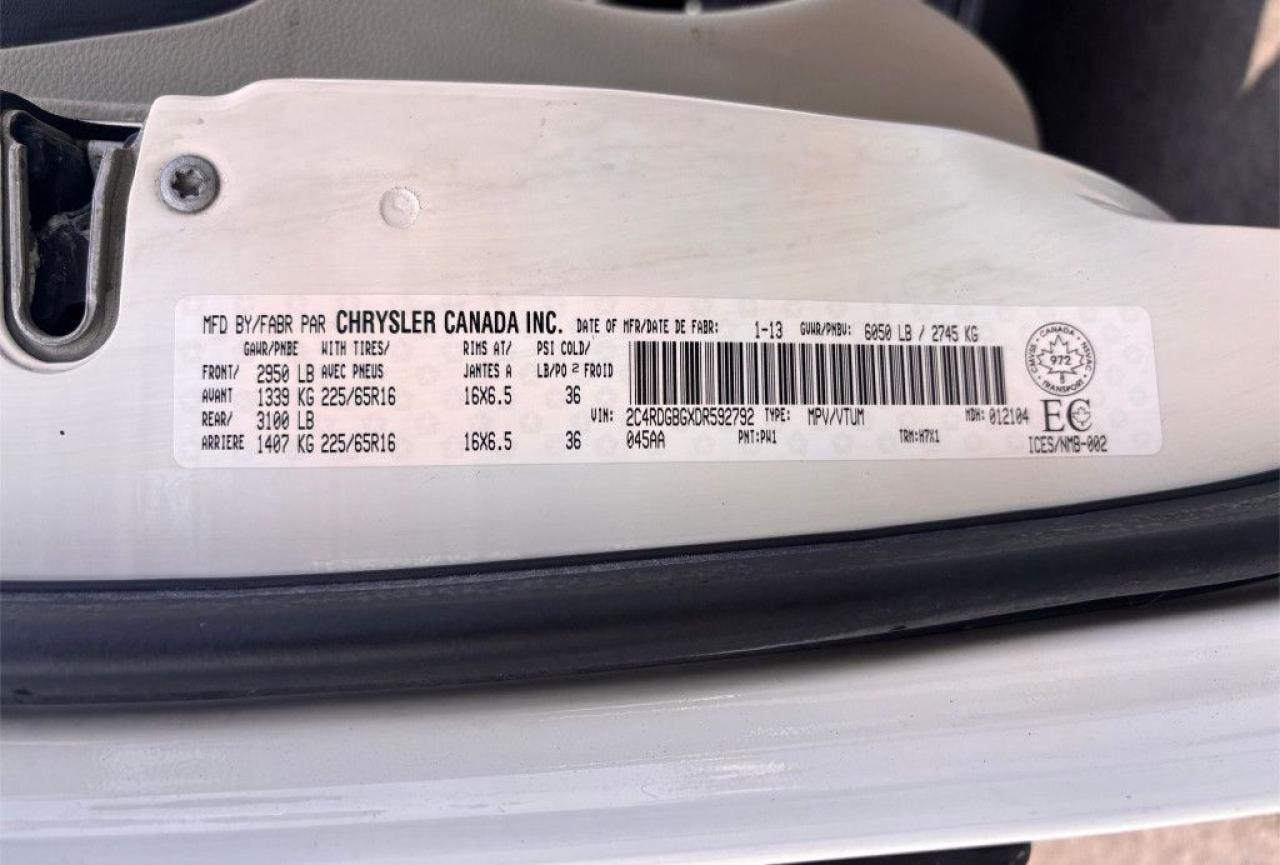 MFD BY/FABR PAR CHRYSLER CANADA INC. DATE OF MFR/DATE DE FABR: 1-13 GVWR/PNBV: 6050 LB / 2745 KG
GAWR/PNBE WITH TIRES/ RIMS AT/ PSI COLD/
FRONT/ 2950 LB AVEC PNEUS JANTES A LB/PO 2 FROID
AVANT 1339 KG 225/65R16 16X6.5 36
REAR/ 3100 LB VIN: 2C4RDGBGXDR592792 TYPE: MPV/VTUM MDH: 012104
ARRIERE 1407 KG 225/65R16 16X6.5 36 045AA PNT:PW1 TRM:H7X1
CANADA
CMVSS NSVAC
972
8
TRANSPORT
EC
ICES/NMB-002